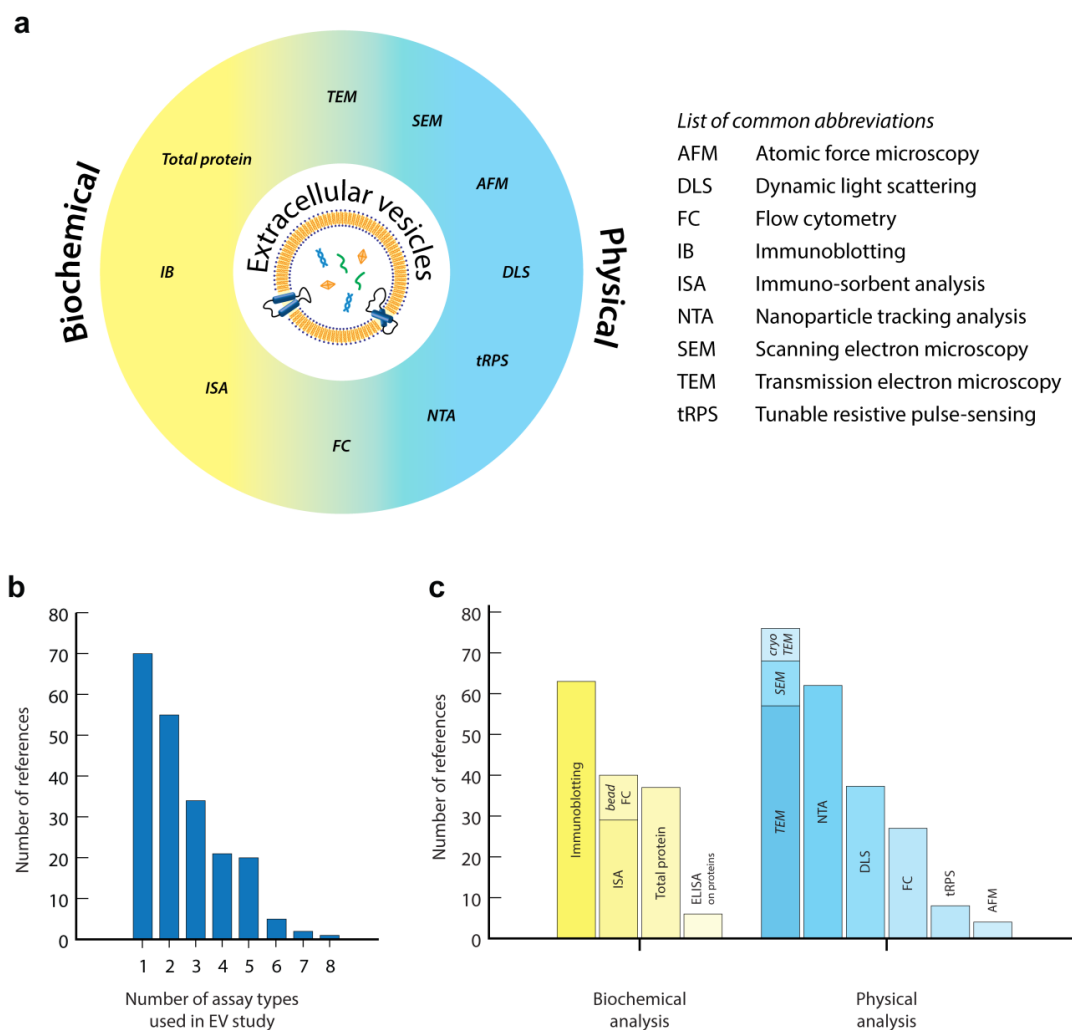 a
TEM
SEM
Total protein
AFM
Biochemical
Extracellular vesicles
Physical
IB
DLS
ISA
tRPS
NTA
FC
List of common abbreviations
AFM Atomic force microscopy
DLS Dynamic light scattering
FC Flow cytometry
IB Immunoblotting
ISA Immuno-sorbent analysis
NTA Nanoparticle tracking analysis
SEM Scanning electron microscopy
TEM Transmission electron microscopy
tRPS Tunable resistive pulse-sensing
b
Number of references
80
70
60
50
40
30
20
10
0
1 2 3 4 5 6 7 8
Number of assay types
used in EV study
c
Number of references
80
70
60
50
40
30
20
10
0
Immunoblotting
bead
FC
ISA
Total protein
ELISA
on proteins
cryo
TEM
SEM
TEM
NTA
DLS
FC
tRPS
AFM
Biochemical
analysis
Physical
analysis